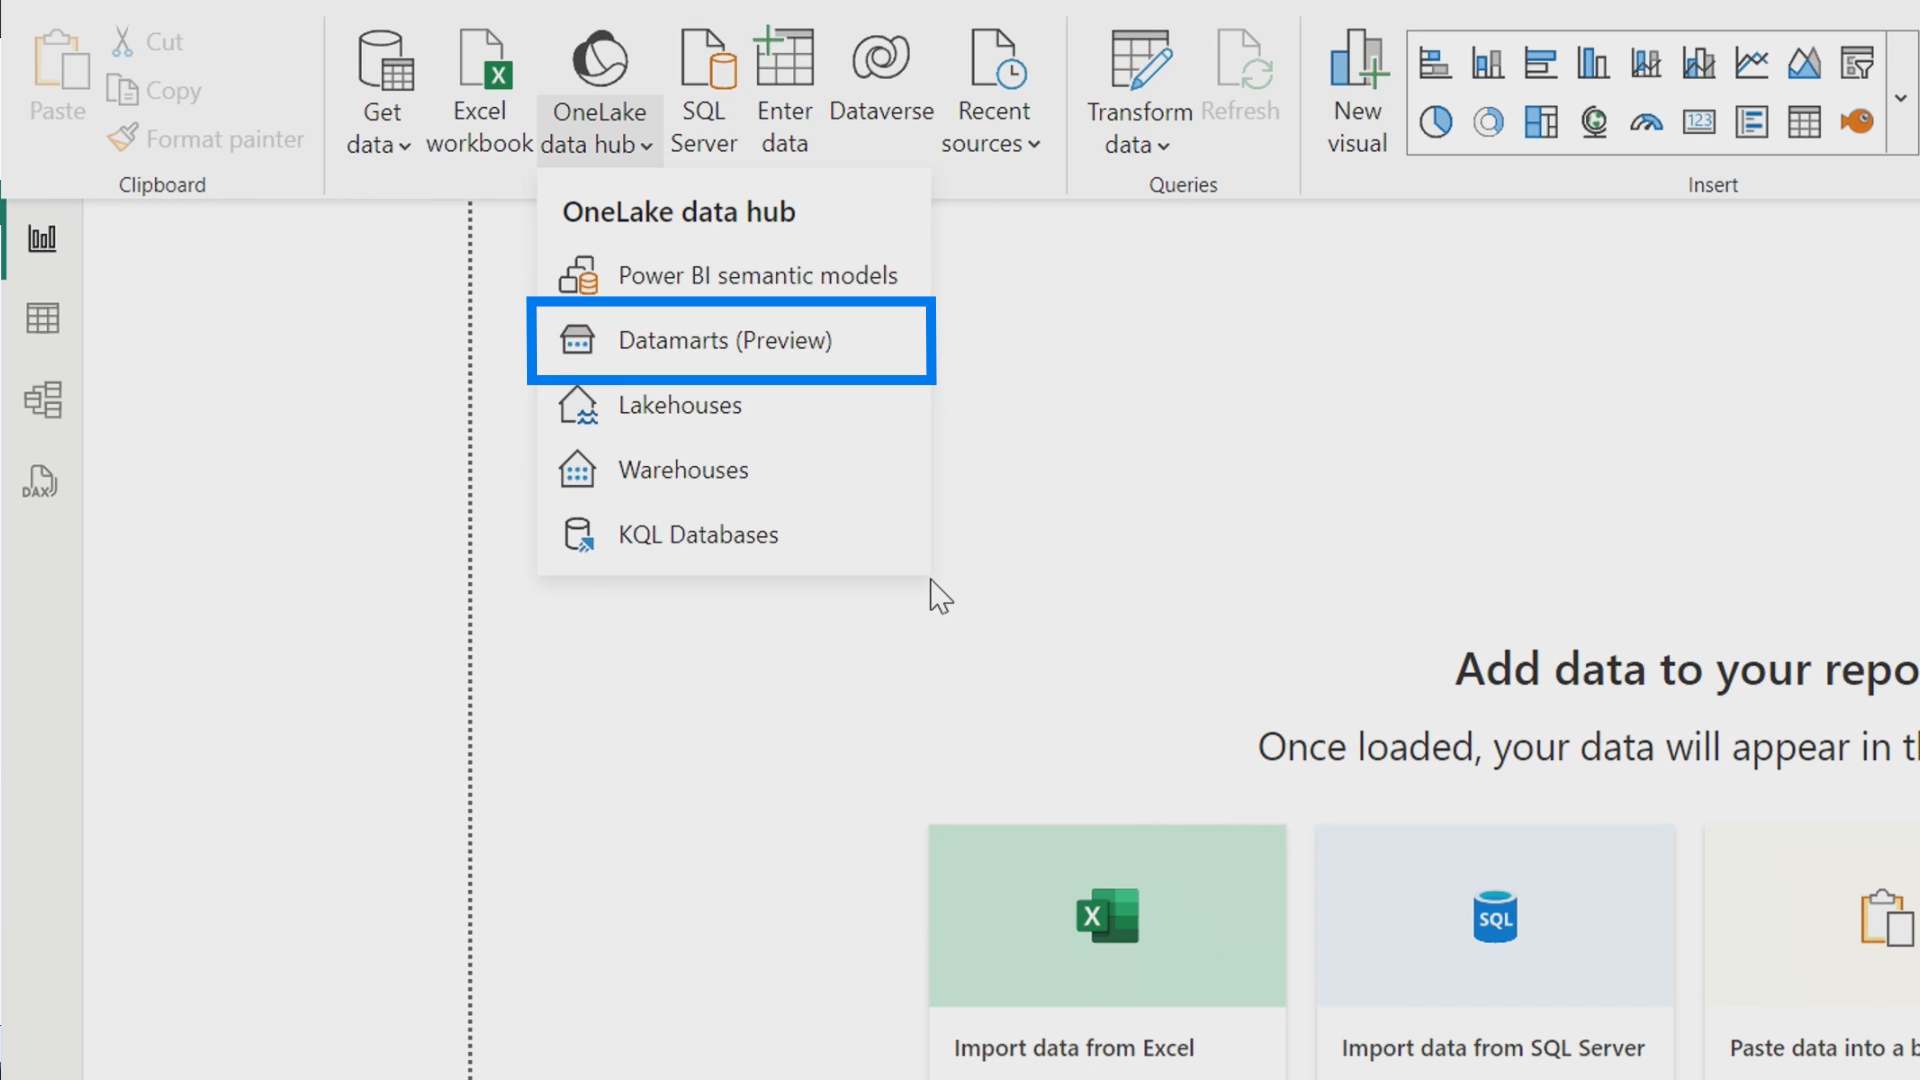 Paste
Cut
Copy
Format painter
Clipboard
Get
data
Excel
workbook
OneLake
data hub
SQL
Server
Enter
data
Dataverse
Recent
sources
Transform
data
Refresh
Queries
New
visual
123
Insert
DAX
OneLake data hub
Power BI semantic models
Datamarts (Preview)
Lakehouses
Warehouses
KQL Databases
Add data to your repo
Once loaded, your data will appear in th
X
SQL
Import data from Excel
Import data from SQL Server
Paste data into a b